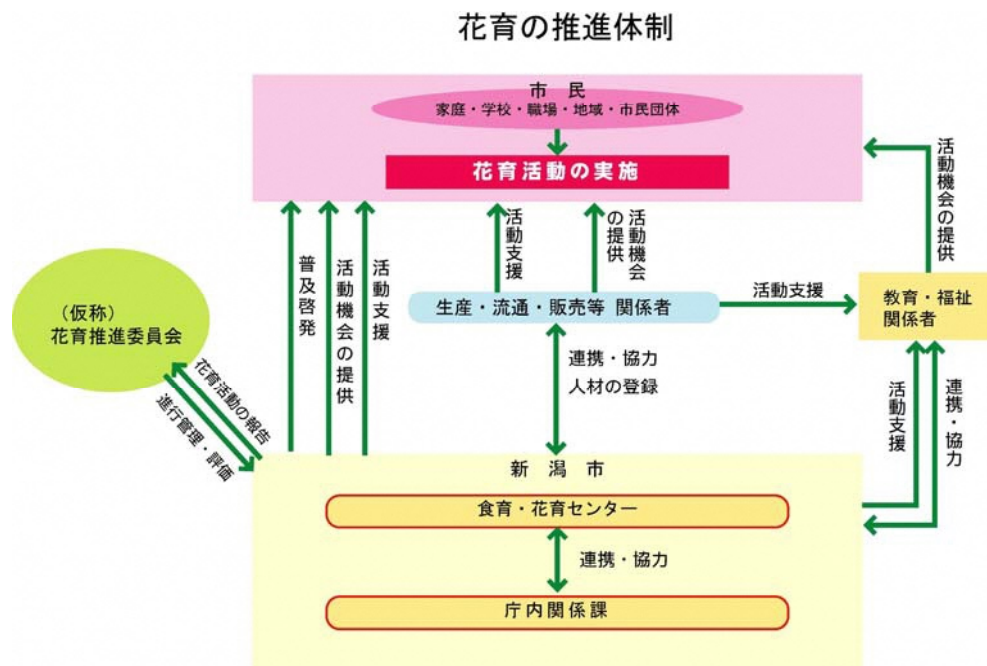 花育の推進体制
市 民
家庭・学校・職場・地域・市民団体
花育活動の実施
普及啓発
活動機会の提供
活動支援
活動支援
活動機会
の提供
活動機会の提供
(仮称)
花育推進委員会
生産・流通・販売等 関係者
活動支援
教育・福祉
関係者
連携・協力
人材の登録
花育活動の報告
進行管理・評価
活動支援
連携・協力
新 潟 市
食育・花育センター
連携・協力
庁内関係課